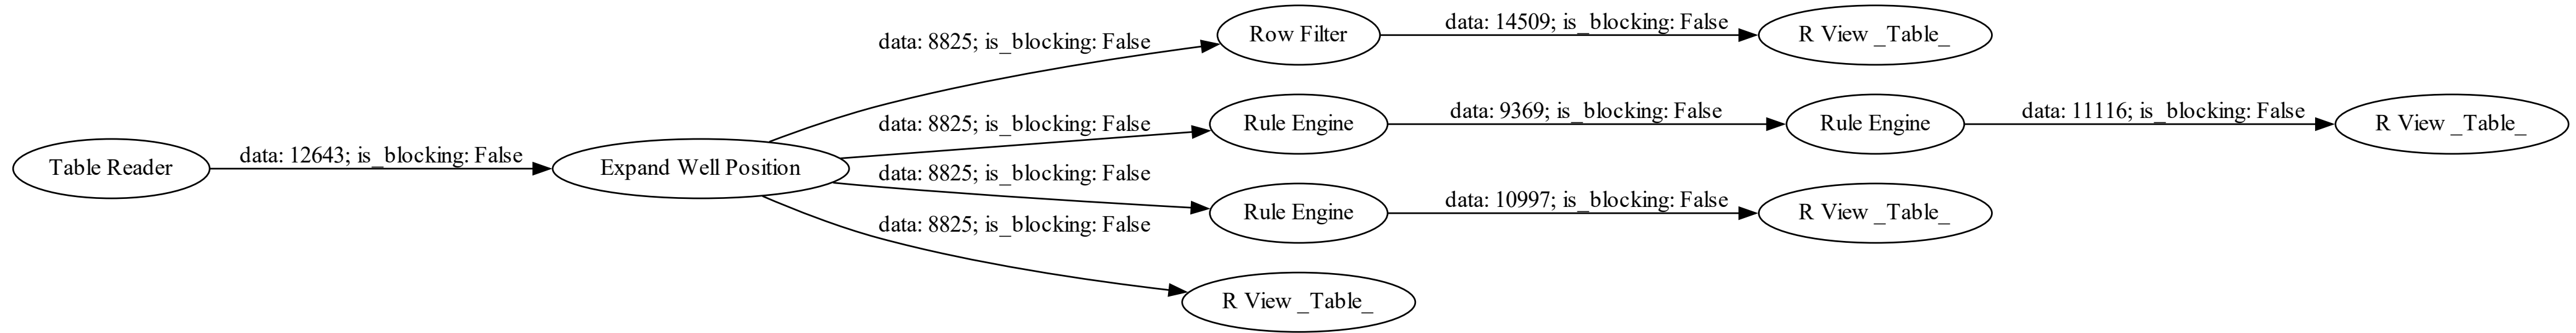 Row Filter
data: 14509; is_blocking: False
R View _Table_
data: 8825; is_blocking: False
data: 8825; is_blocking: False
Rule Engine
data: 9369; is_blocking: False
Rule Engine
data: 11116; is_blocking: False
R View _Table_
Table Reader
data: 12643; is_blocking: False
Expand Well Position
data: 8825; is_blocking: False
Rule Engine
data: 10997; is_blocking: False
R View _Table_
data: 8825; is_blocking: False
R View _Table_